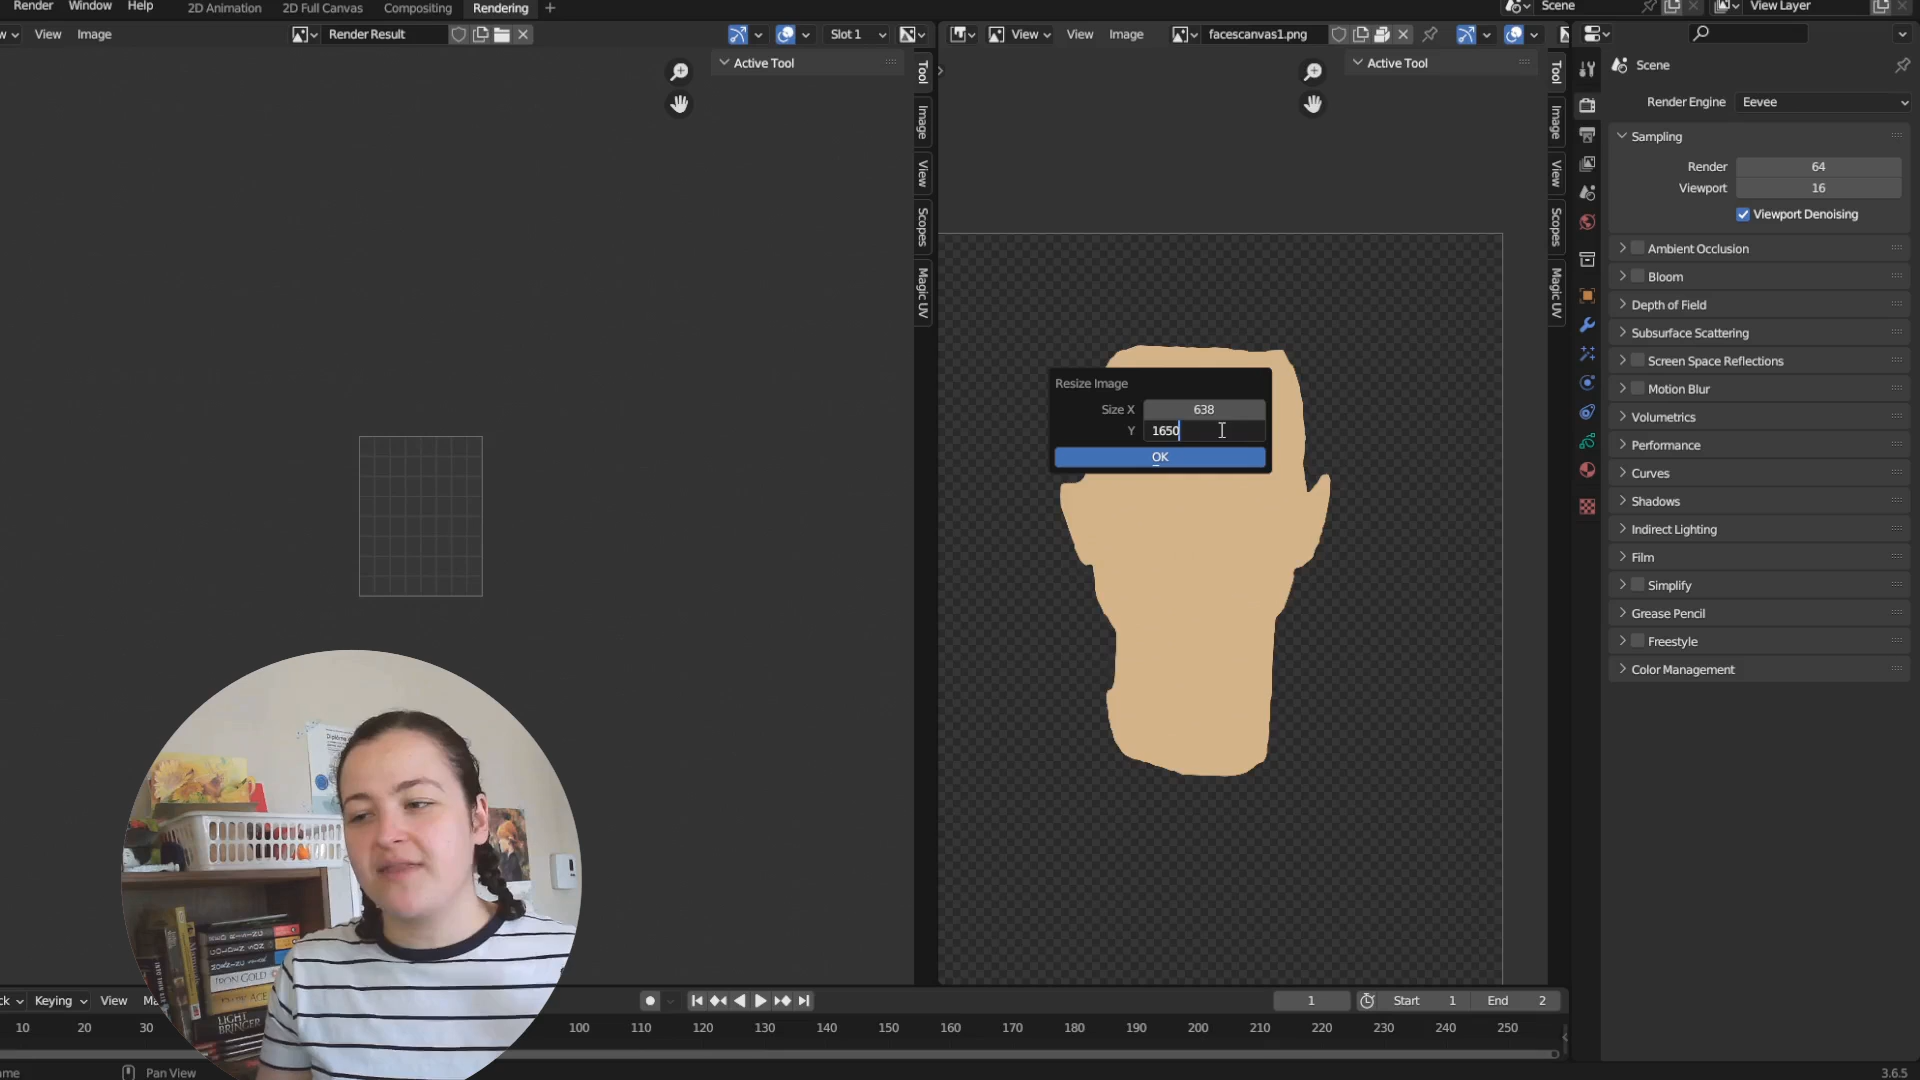 Render Window Help 2D Animation 2D Full Canvas Compositing Rendering + Scene View Layer
View Image Render Result Slot 1 View View Image facescanvas1.png
Active Tool
Active Tool
Tool
Image
View
Scopes
Magic UV
Tool
Image
View
Scopes
Magic UV
Resize Image
Size X 638
Y 1650
OK
Scene
Render Engine Eevee
Sampling
Render 64
Viewport 16
Viewport Denoising
Ambient Occlusion
Bloom
Depth of Field
Subsurface Scattering
Screen Space Reflections
Motion Blur
Volumetrics
Performance
Curves
Shadows
Indirect Lighting
Film
Simplify
Grease Pencil
Freestyle
Color Management
IRON GOLD
DARK AGE
LIGHT
BRINGER
Keying View 1 Start 1 End 2
10 20 30 100 110 120 130 140 150 160 170 180 190 200 210 220 230 240 250
Pan View
3.6.5